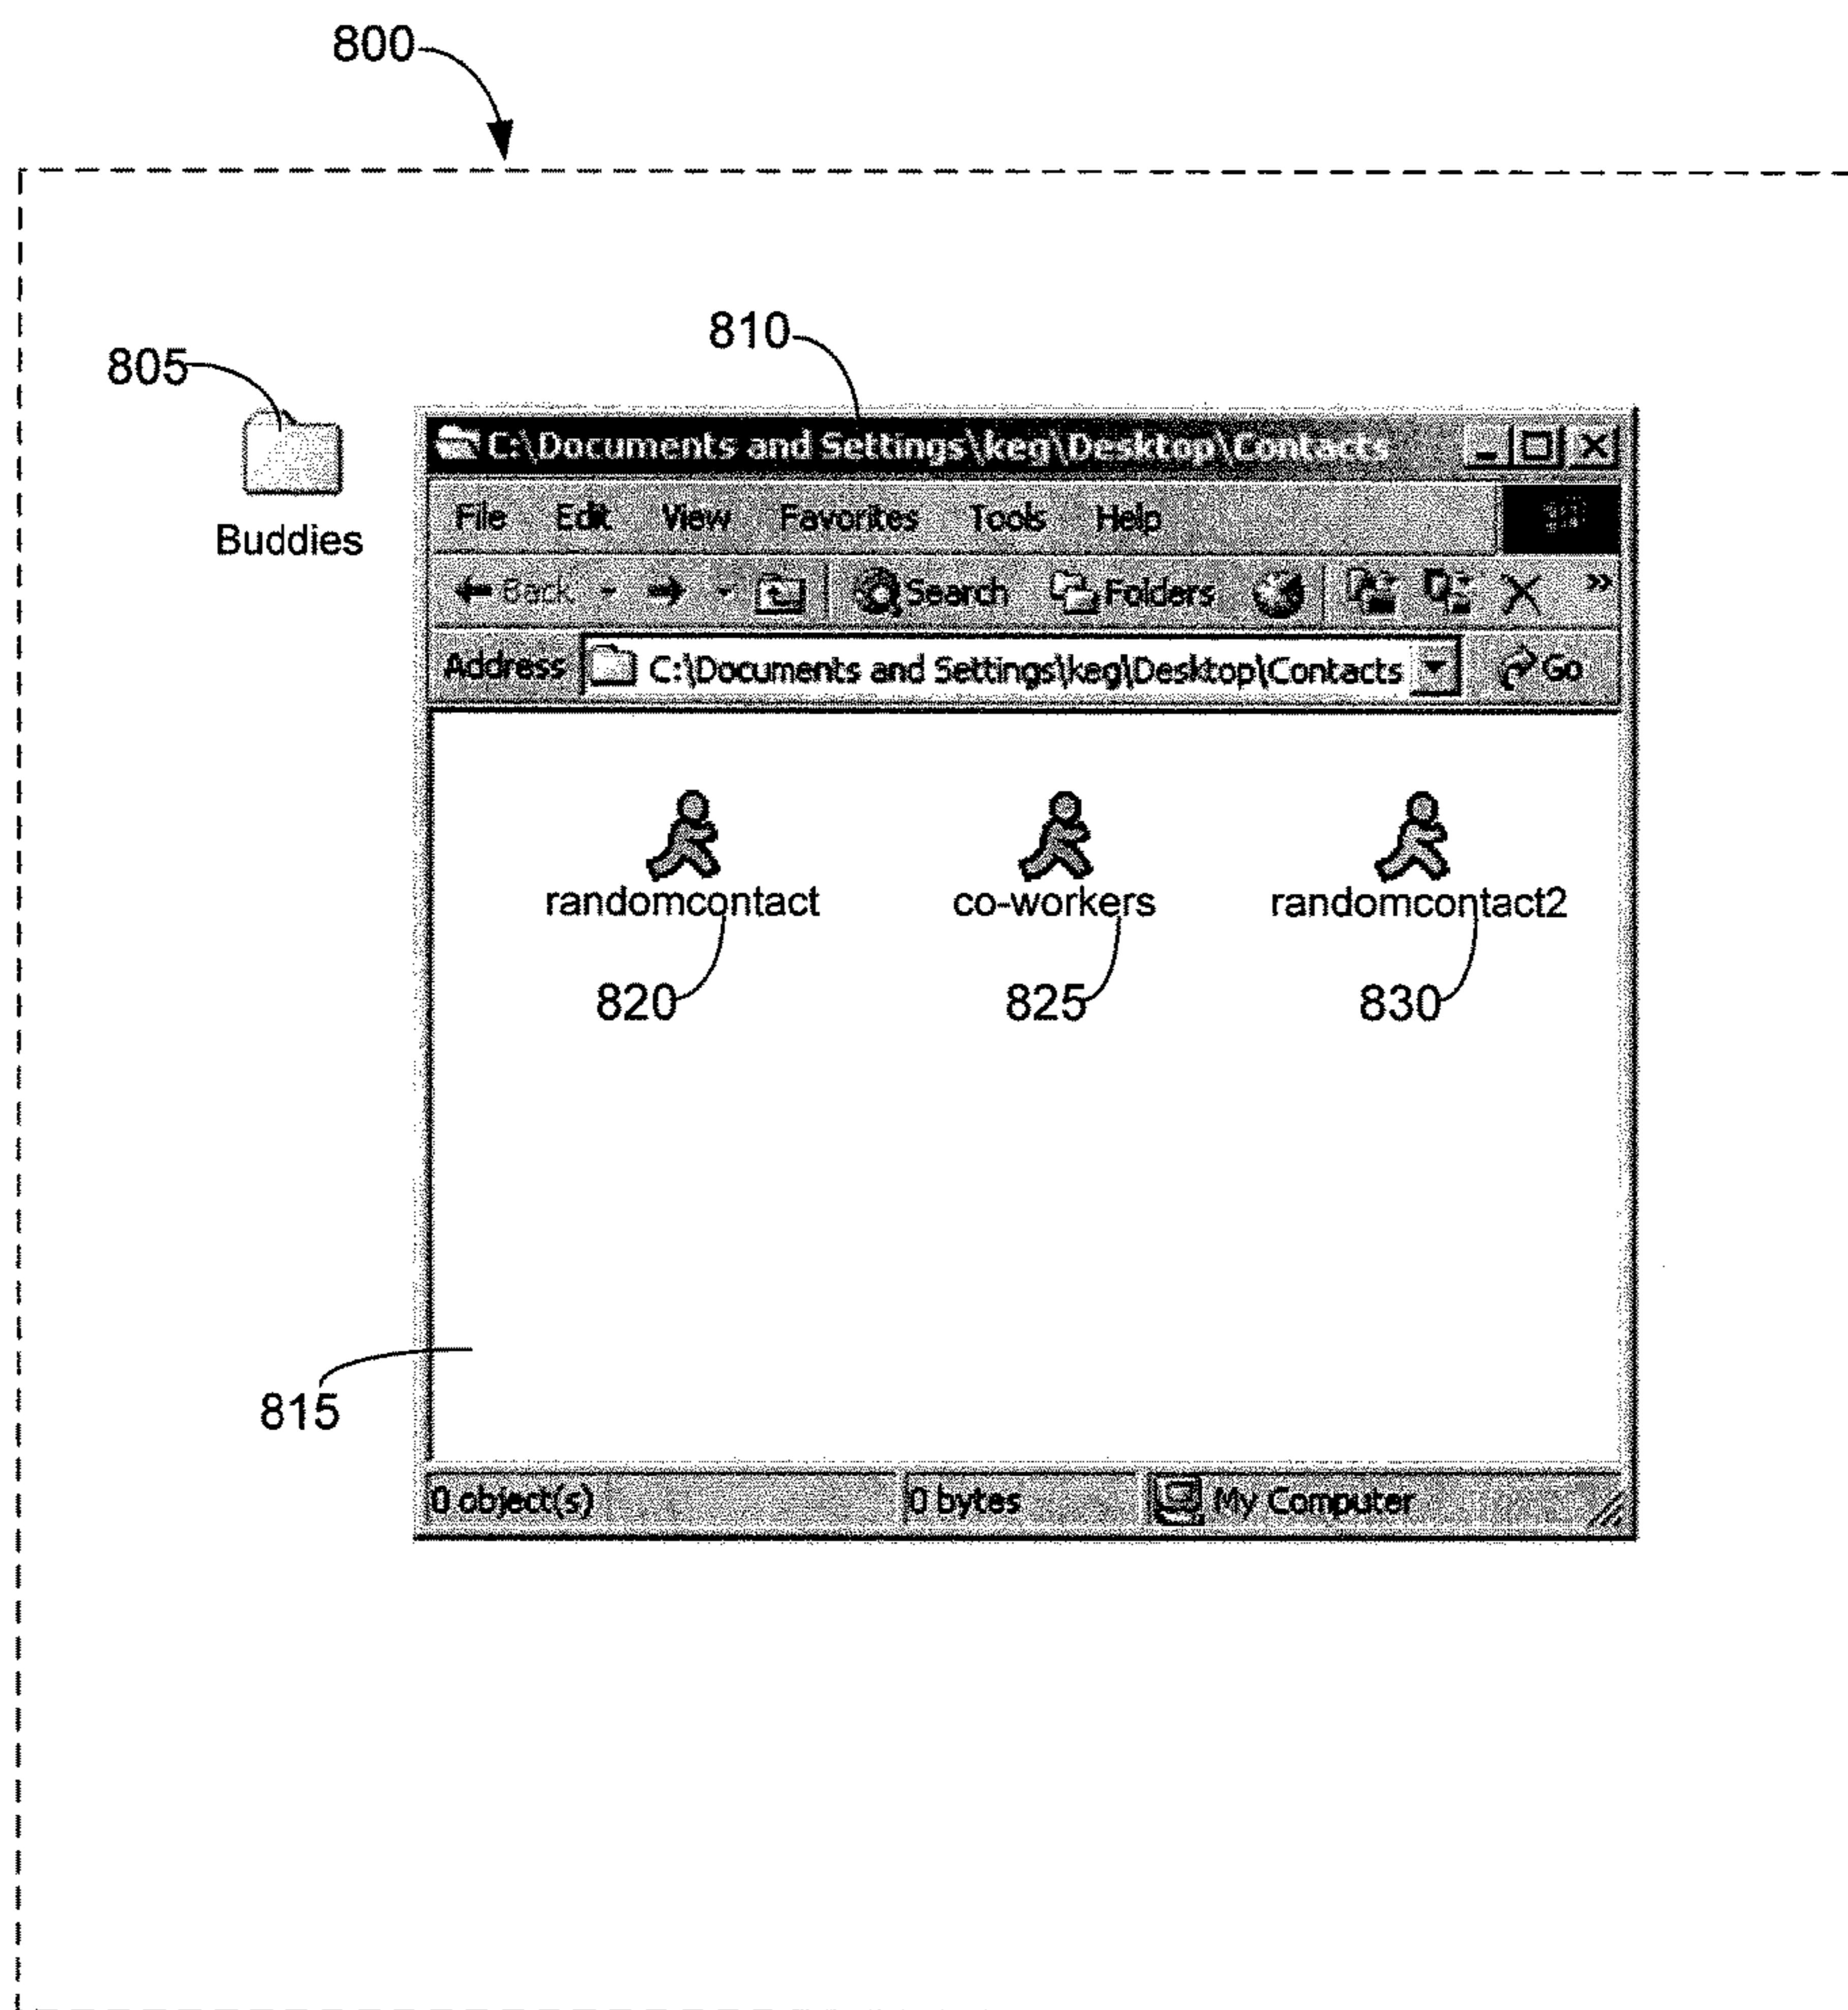 800
810
805
C:\Documents and Settings\keg\Desktop\Contacts
File Edit View Favorites Tools Help
Buddies
Back Search Folders »
Address C:\Documents and Settings\keg\Desktop\Contacts Go
randomcontact co-workers randomcontact2
820 825 830
815
0 object(s) 0 bytes My Computer